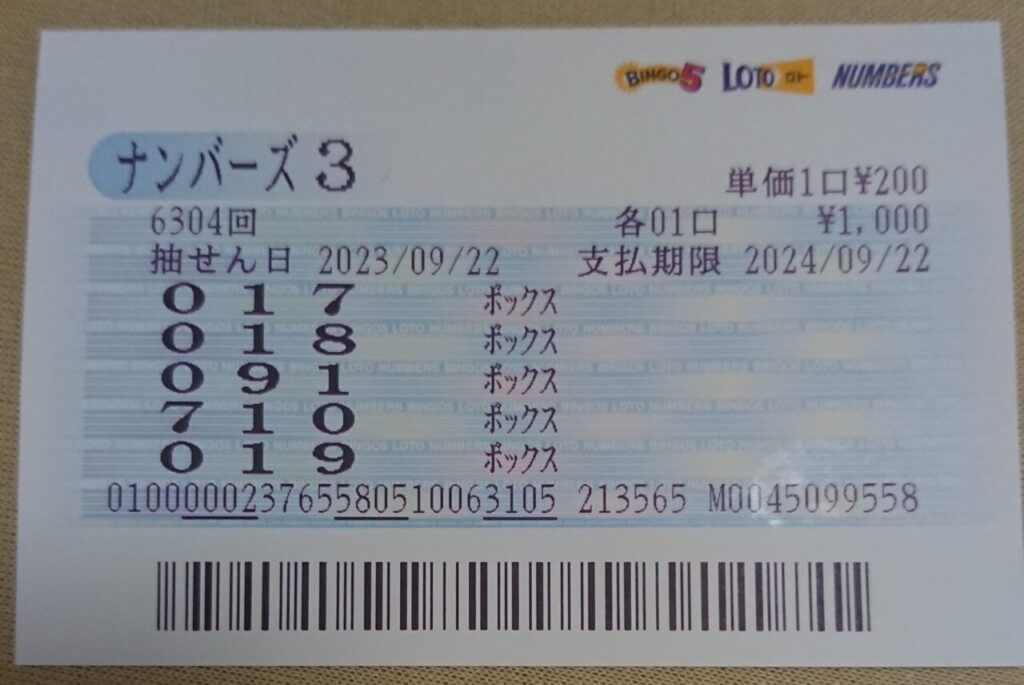 BINGO5 LOTO ロト NUMBERS
ナンバーズ3
単価1口¥200
6304回 各01口 ¥1,000
抽せん日 2023/09/22 支払期限 2024/09/22
0 1 7 ボックス
0 1 8 ボックス
0 9 1 ボックス
7 1 0 ボックス
0 1 9 ボックス
010000023765580510063105 213565 M0045099558